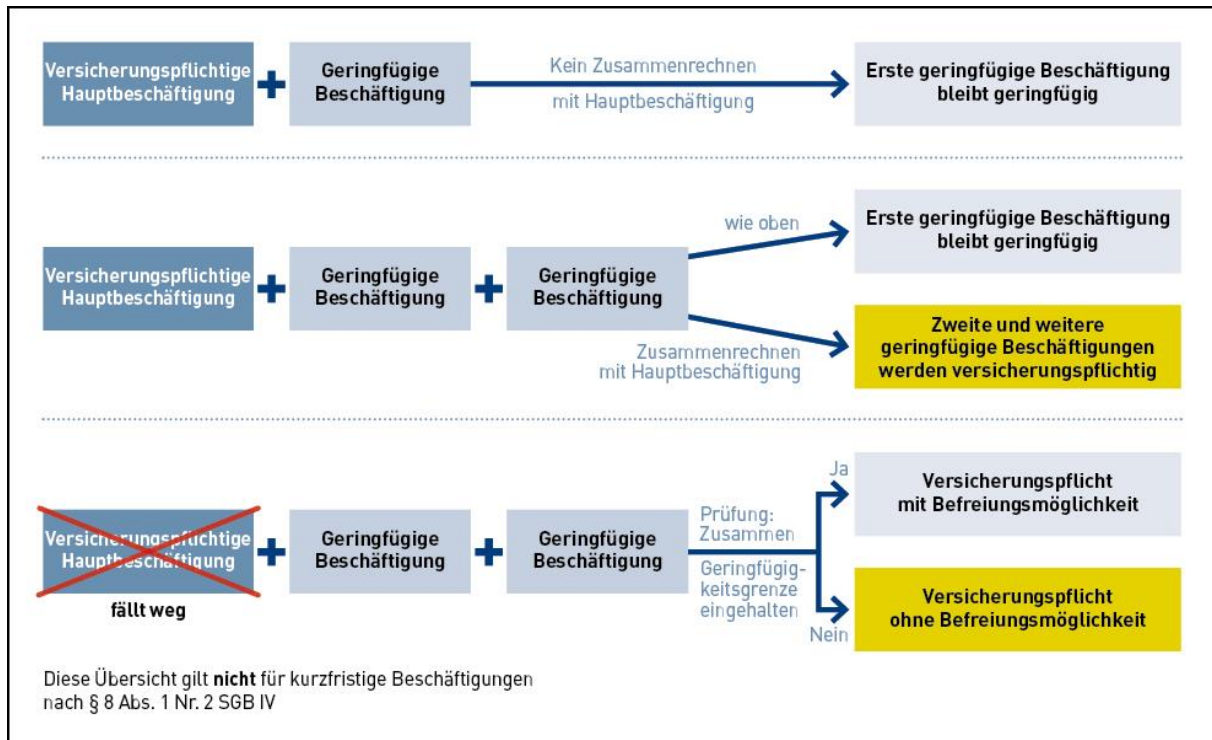 Versicherungspflichtige
Hauptbeschäftigung
+
Geringfügige
Beschäftigung
Kein Zusammenrechnen
mit Hauptbeschäftigung
Erste geringfügige Beschäftigung
bleibt geringfügig
Versicherungspflichtige
Hauptbeschäftigung
+
Geringfügige
Beschäftigung
+
Geringfügige
Beschäftigung
wie oben
Erste geringfügige Beschäftigung
bleibt geringfügig
Zusammenrechnen
mit Hauptbeschäftigung
Zweite und weitere
geringfügige Beschäftigungen
werden versicherungspflichtig
Versicherungspflichtige
Hauptbeschäftigung
fällt weg
+
Geringfügige
Beschäftigung
+
Geringfügige
Beschäftigung
Prüfung:
Zusammen
Geringfügig-
keitsgrenze
eingehalten
Ja
Versicherungspflicht
mit Befreiungsmöglichkeit
Nein
Versicherungspflicht
ohne Befreiungsmöglichkeit
Diese Übersicht gilt nicht für kurzfristige Beschäftigungen
nach § 8 Abs. 1 Nr. 2 SGB IV